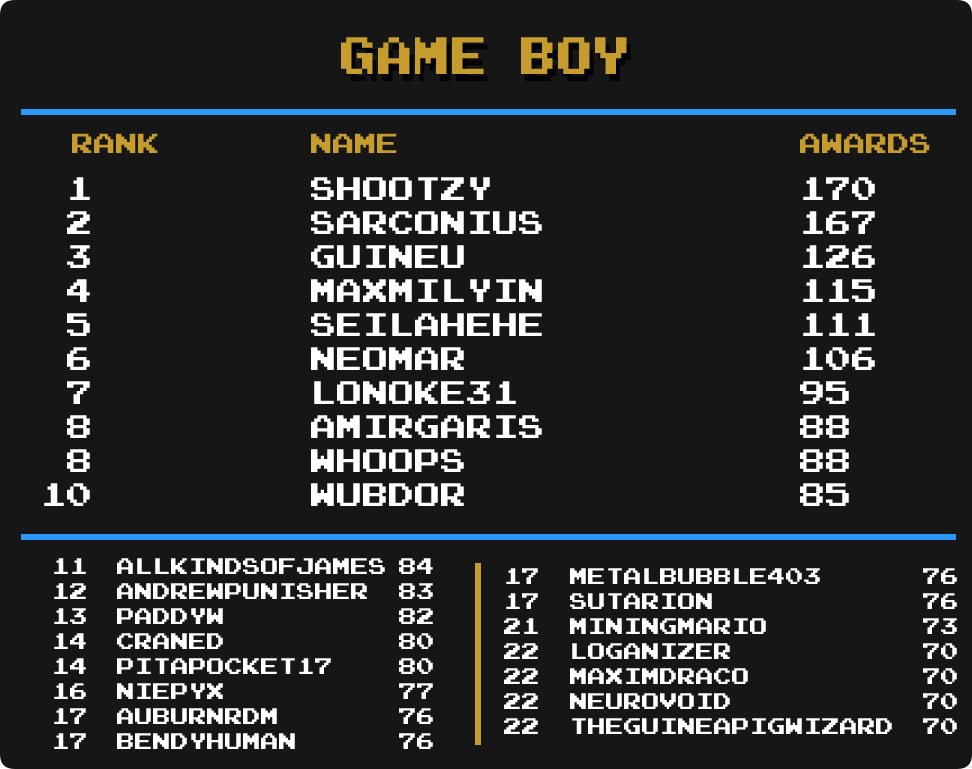 GAME BOY
RANK NAME AWARDS
1 SHOOTZY 170
2 SARCONIUS 167
3 GUINEU 126
4 MAXMILYIN 115
5 SEILAHEHE 111
6 NEOMAR 106
7 LONOKE31 95
8 AMIRGARIS 88
8 WHOOPS 88
10 WUBDOR 85
11 ALLKINDSOFJAMES 84
12 ANDREWPUNISHER 83
13 PADDYW 82
14 CRANED 80
14 PITAPOCKET17 80
16 NIEPYX 77
17 AUBURNRDM 76
17 BENDYHUMAN 76
17 METALBUBBLE403 76
17 SUTARION 76
21 MININGMARIO 73
22 LOGANIZER 70
22 MAXIMDRACO 70
22 NEUROVOID 70
22 THEGUINEAPIGWIZARD 70